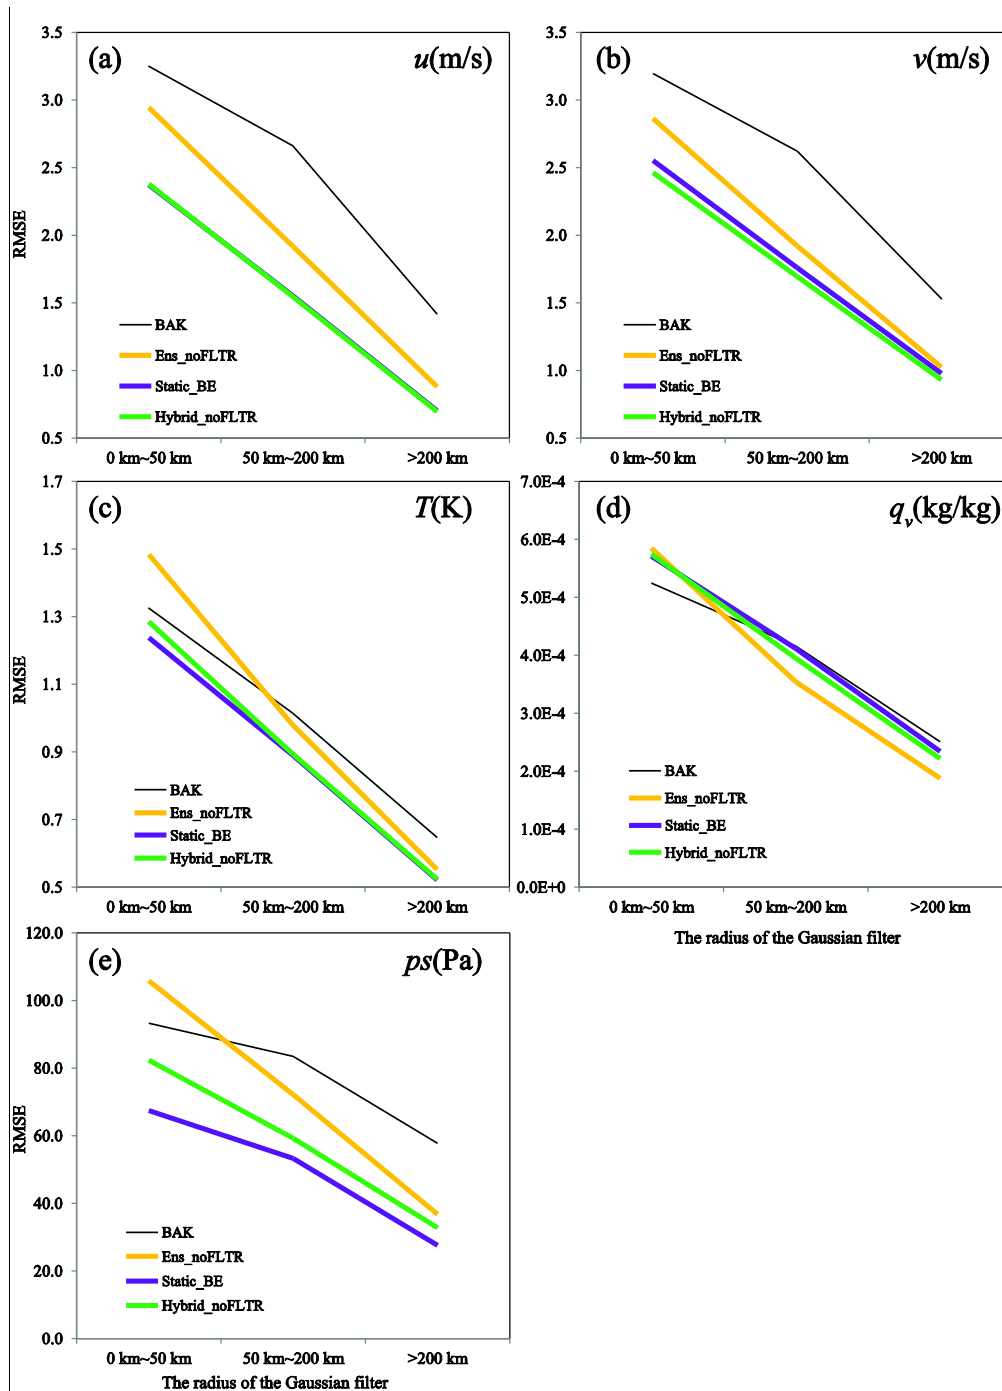 (a)
u(m/s)
3.5
3.0
2.5
2.0
1.5
1.0
0.5
RMSE
BAK
Ens_noFLTR
Static_BE
Hybrid_noFLTR
0 km~50 km
50 km~200 km
>200 km
(b)
v(m/s)
3.5
3.0
2.5
2.0
1.5
1.0
0.5
BAK
Ens_noFLTR
Static_BE
Hybrid_noFLTR
0 km~50 km
50 km~200 km
>200 km
(c)
T(K)
1.7
1.5
1.3
1.1
0.9
0.7
0.5
RMSE
BAK
Ens_noFLTR
Static_BE
Hybrid_noFLTR
0 km~50 km
50 km~200 km
>200 km
(d)
qv(kg/kg)
7.0E-4
6.0E-4
5.0E-4
4.0E-4
3.0E-4
2.0E-4
1.0E-4
0.0E+0
BAK
Ens_noFLTR
Static_BE
Hybrid_noFLTR
0 km~50 km
50 km~200 km
>200 km
The radius of the Gaussian filter
(e)
ps(Pa)
120.0
100.0
80.0
60.0
40.0
20.0
0.0
RMSE
BAK
Ens_noFLTR
Static_BE
Hybrid_noFLTR
0 km~50 km
50 km~200 km
>200 km
The radius of the Gaussian filter